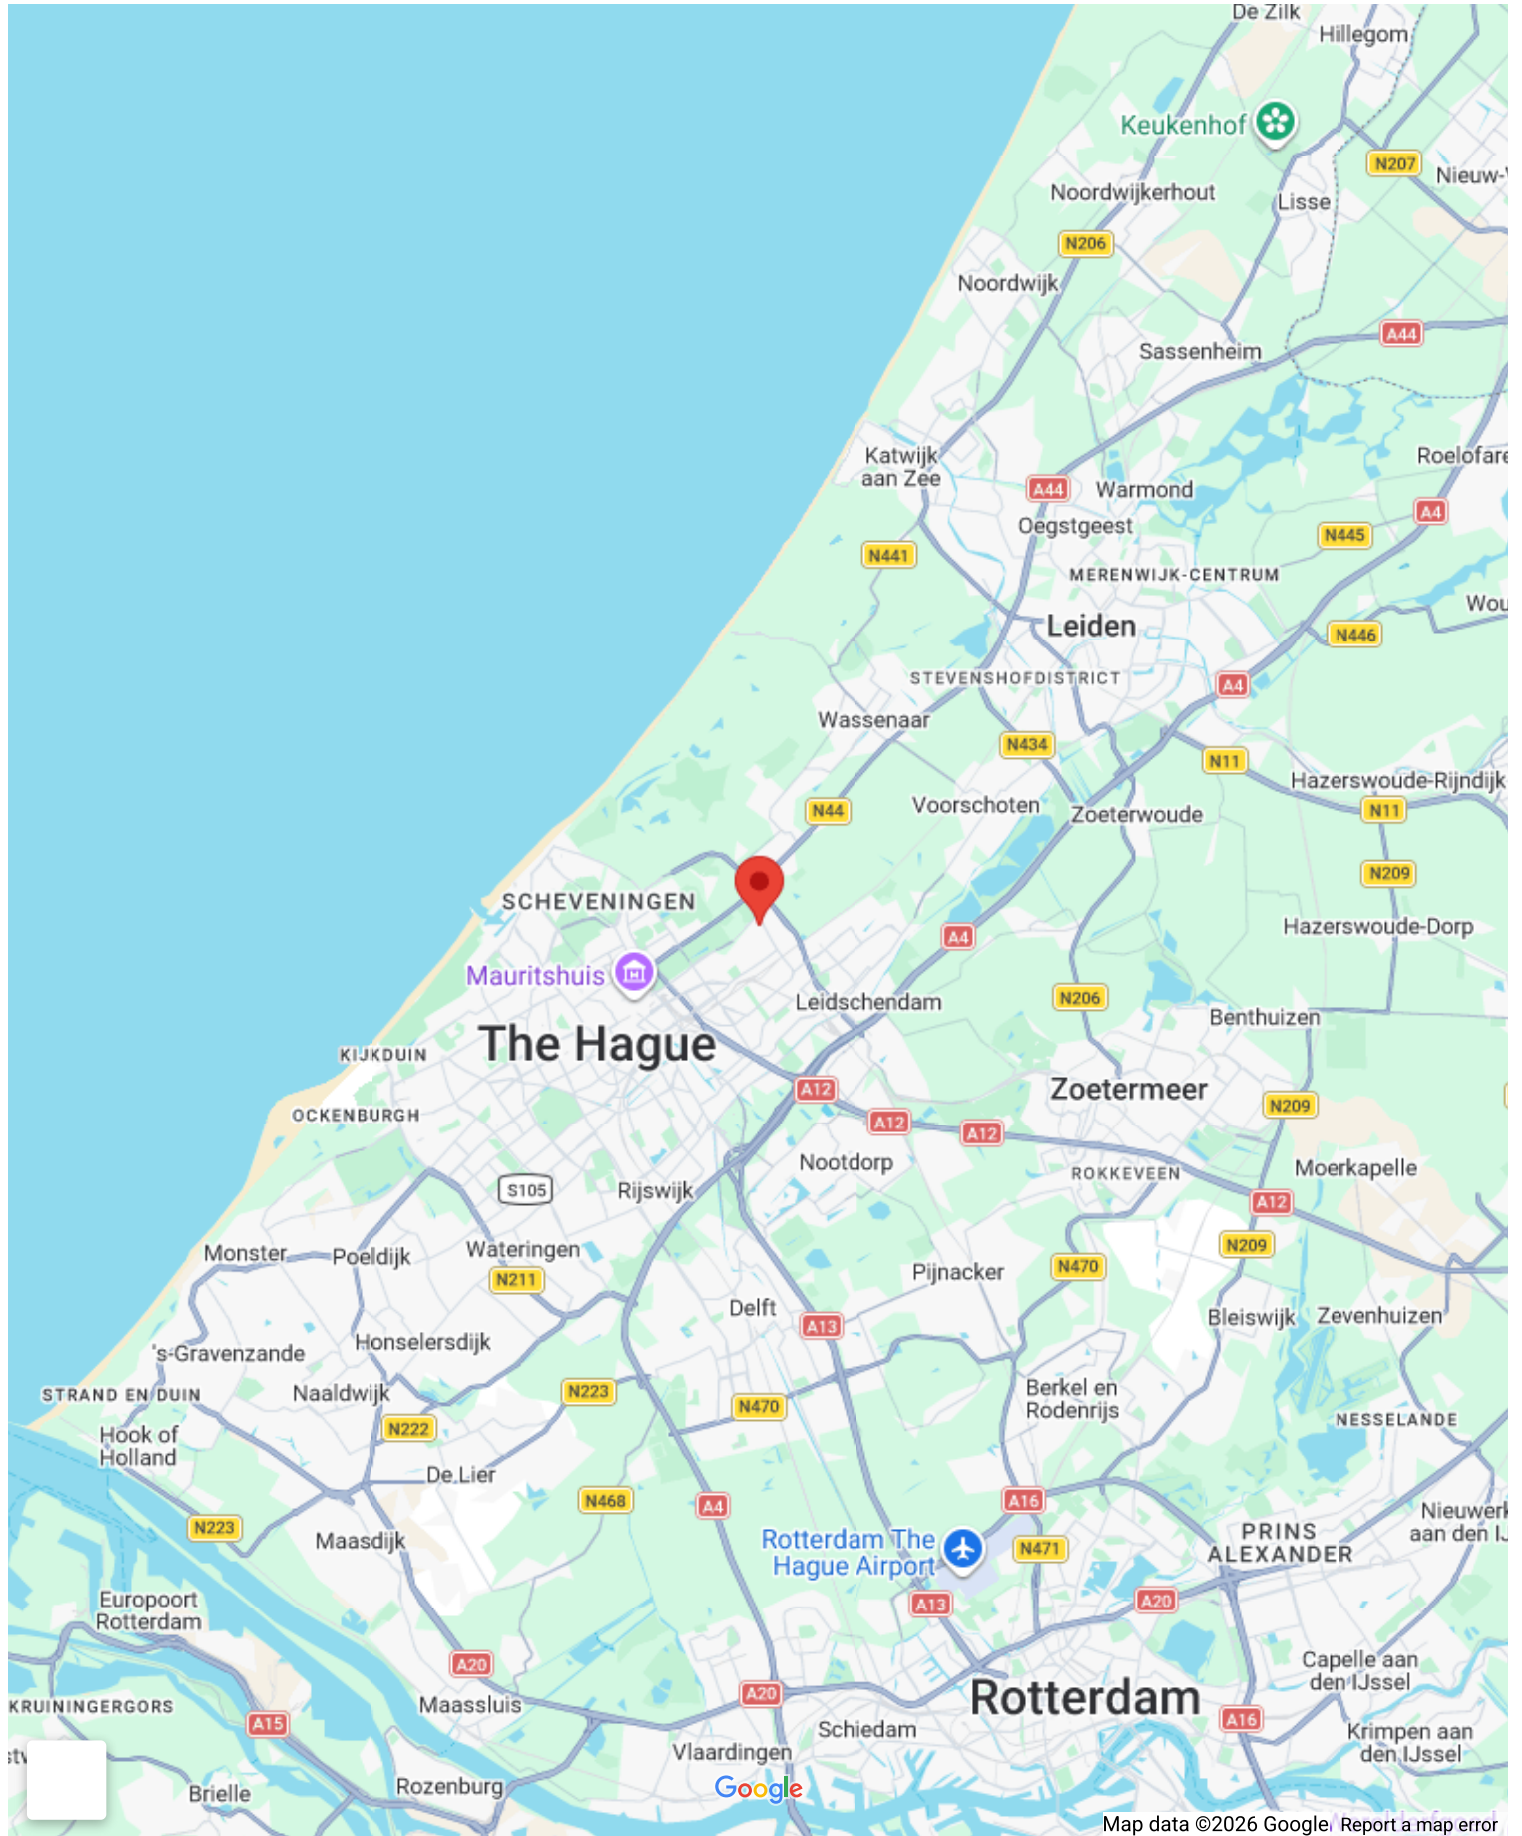 De Zilk
Hillegom
Keukenhof
N207
Nieuw-
Noordwijkerhout
Lisse
N206
Noordwijk
A44
Sassenheim
Katwijk
aan Zee
Roelofare
A44
Warmond
A4
Oegstgeest
N445
N441
MERENWIJK-CENTRUM
Wou
Leiden
N446
STEVENSHOFDISTRICT
A4
Wassenaar
N434
N11
Hazerswoude-Rijndijk
N44
Voorschoten
Zoeterwoude
N11
N209
SCHEVENINGEN
Hazerswoude-Dorp
A4
Mauritshuis
Leidschendam
N206
Benthuizen
The Hague
KIJKDUIN
A12
Zoetermeer
N209
OCKENBURGH
A12
A12
Nootdorp
ROKKEVEEN
Moerkapelle
S105
Rijswijk
A12
Monster
Poeldijk
Wateringen
N209
N211
Pijnacker
N470
Delft
A13
Bleiswijk
Zevenhuizen
Honselersdijk
's-Gravenzande
STRAND EN DUIN
Naaldwijk
N223
N470
Berkel en
Rodenrijs
N222
NESSELANDE
Hook of
Holland
De Lier
N468
A4
A16
N223
Maasdijk
Rotterdam The
Hague Airport
N471
PRINS
ALEXANDER
Nieuwerk
aan den IJ
Europoort
Rotterdam
A13
A20
A20
Capelle aan
den IJssel
KRUININGERGORS
Maassluis
A20
Rotterdam
A15
Schiedam
A16
Krimpen aan
den IJssel
Vlaardingen
Brielle
Rozenburg
Google
Map data ©2026 Google
Report a map error